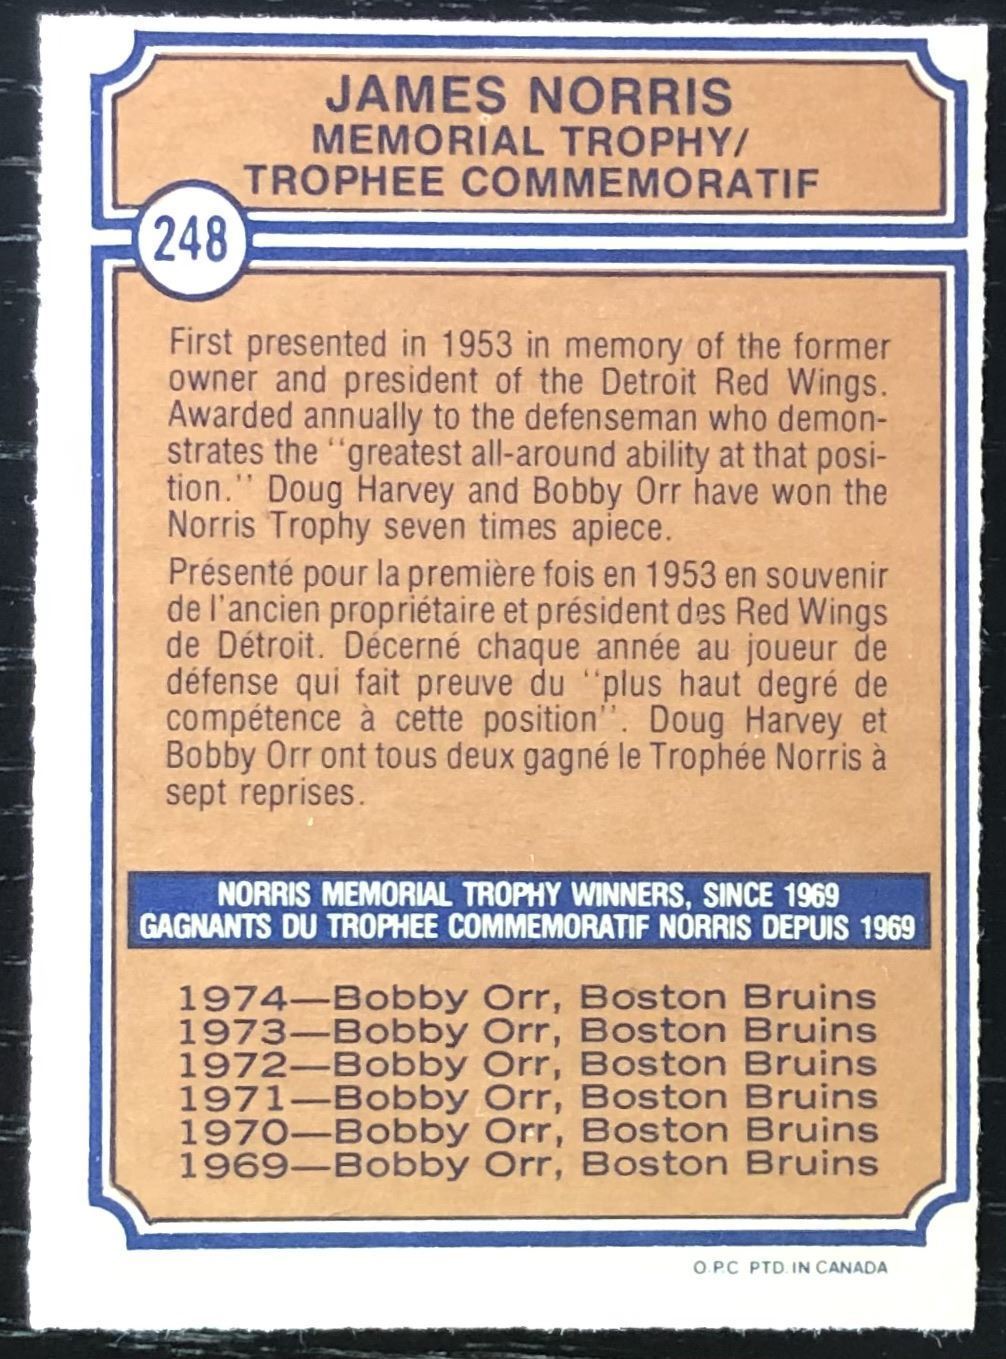 JAMES NORRIS
MEMORIAL TROPHY/
TROPHEE COMMEMORATIF
248
First presented in 1953 in memory of the former
owner and president of the Detroit Red Wings.
Awarded annually to the defenseman who demon-
strates the "greatest all-around ability at that posi-
tion." Doug Harvey and Bobby Orr have won the
Norris Trophy seven times apiece.
Présenté pour la première fois en 1953 en souvenir
de l'ancien propriétaire et président des Red Wings
de Détroit. Décerné chaque année au joueur de
défense qui fait preuve du "plus haut degré de
compétence à cette position". Doug Harvey et
Bobby Orr ont tous deux gagné le Trophée Norris à
sept reprises.
NORRIS MEMORIAL TROPHY WINNERS, SINCE 1969
GAGNANTS DU TROPHEE COMMEMORATIF NORRIS DEPUIS 1969
1974—Bobby Orr, Boston Bruins
1973—Bobby Orr, Boston Bruins
1972—Bobby Orr, Boston Bruins
1971—Bobby Orr, Boston Bruins
1970—Bobby Orr, Boston Bruins
1969—Bobby Orr, Boston Bruins
O.P.C PTD. IN CANADA